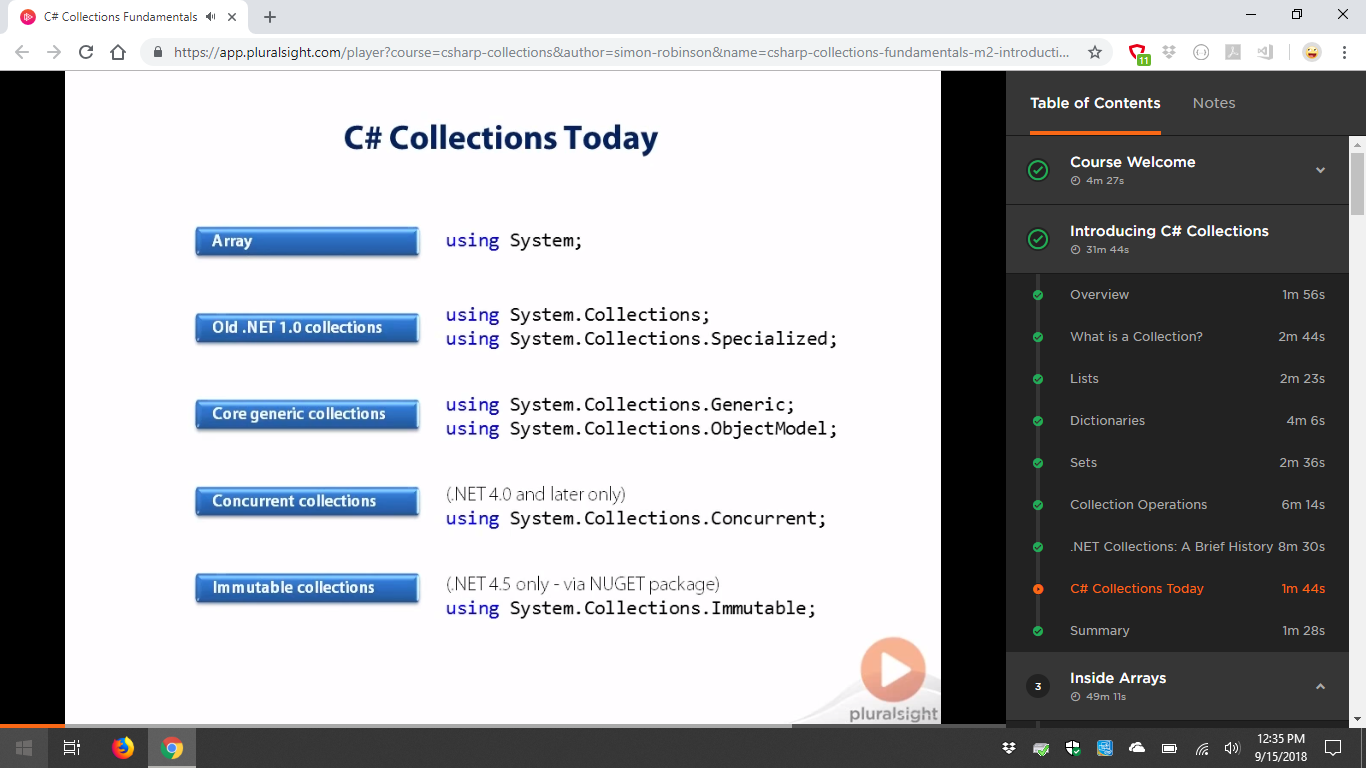 C# Collections Fundamentals
https://app.pluralsight.com/player?course=csharp-collections&author=simon-robinson&name=csharp-collections-fundamentals-m2-introducti...
11
C# Collections Today
Array
using System;
Old .NET 1.0 collections
using System.Collections;
using System.Collections.Specialized;
Core generic collections
using System.Collections.Generic;
using System.Collections.ObjectModel;
Concurrent collections
(.NET 4.0 and later only)
using System.Collections.Concurrent;
Immutable collections
(.NET 4.5 only - via NUGET package)
using System.Collections.Immutable;
pluralsight
Table of Contents
Notes
Course Welcome
4m 27s
Introducing C# Collections
31m 44s
Overview 1m 56s
What is a Collection? 2m 44s
Lists 2m 23s
Dictionaries 4m 6s
Sets 2m 36s
Collection Operations 6m 14s
.NET Collections: A Brief History 8m 30s
C# Collections Today 1m 44s
Summary 1m 28s
3
Inside Arrays
49m 11s
12:35 PM
9/15/2018